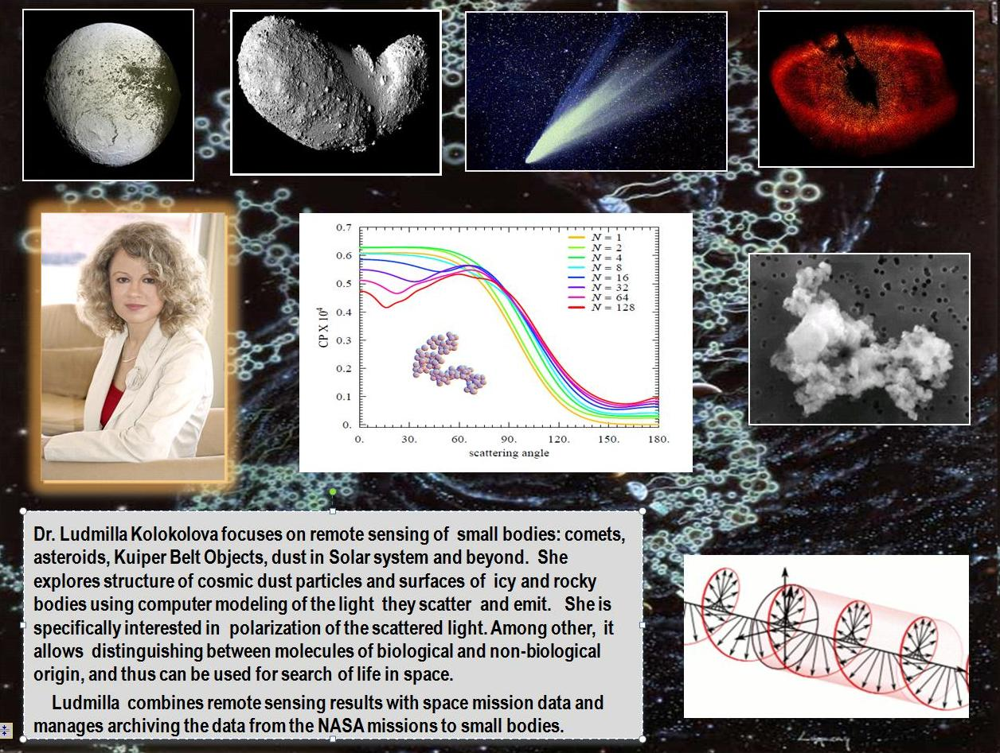 0.7
0.6
0.5
0.4
0.3
0.2
0.1
0.
CP X 10⁴
N = 1
N = 2
N = 4
N = 8
N = 16
N = 32
N = 64
N = 128
0. 30. 60. 90. 120. 150. 180.
scattering angle
Dr. Ludmilla Kolokolova focuses on remote sensing of small bodies: comets,
asteroids, Kuiper Belt Objects, dust in Solar system and beyond. She
explores structure of cosmic dust particles and surfaces of icy and rocky
bodies using computer modeling of the light they scatter and emit. She is
specifically interested in polarization of the scattered light. Among other, it
allows distinguishing between molecules of biological and non-biological
origin, and thus can be used for search of life in space.
Ludmilla combines remote sensing results with space mission data and
manages archiving the data from the NASA missions to small bodies.